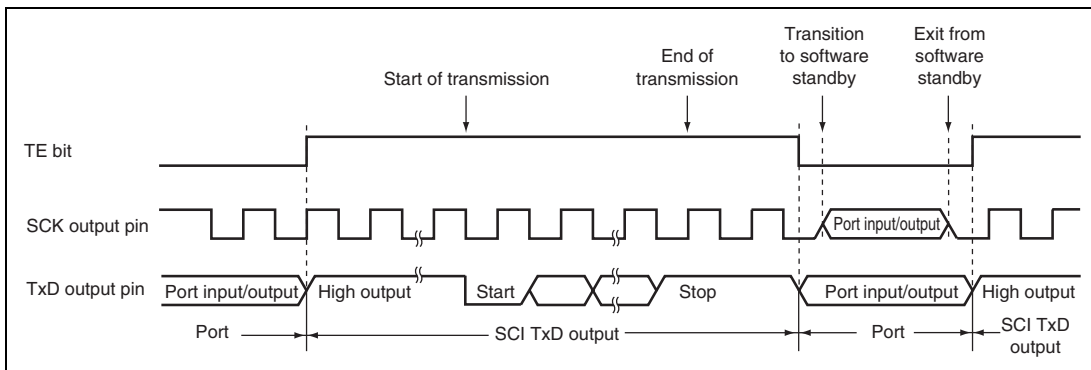 Transition
to software
standby
Exit from
software
standby
Start of transmission
End of
transmission
TE bit
SCK output pin
Port input/output
TxD output pin
Port input/output
High output
Start
Stop
Port input/output
High output
Port
SCI TxD output
Port
SCI TxD
output